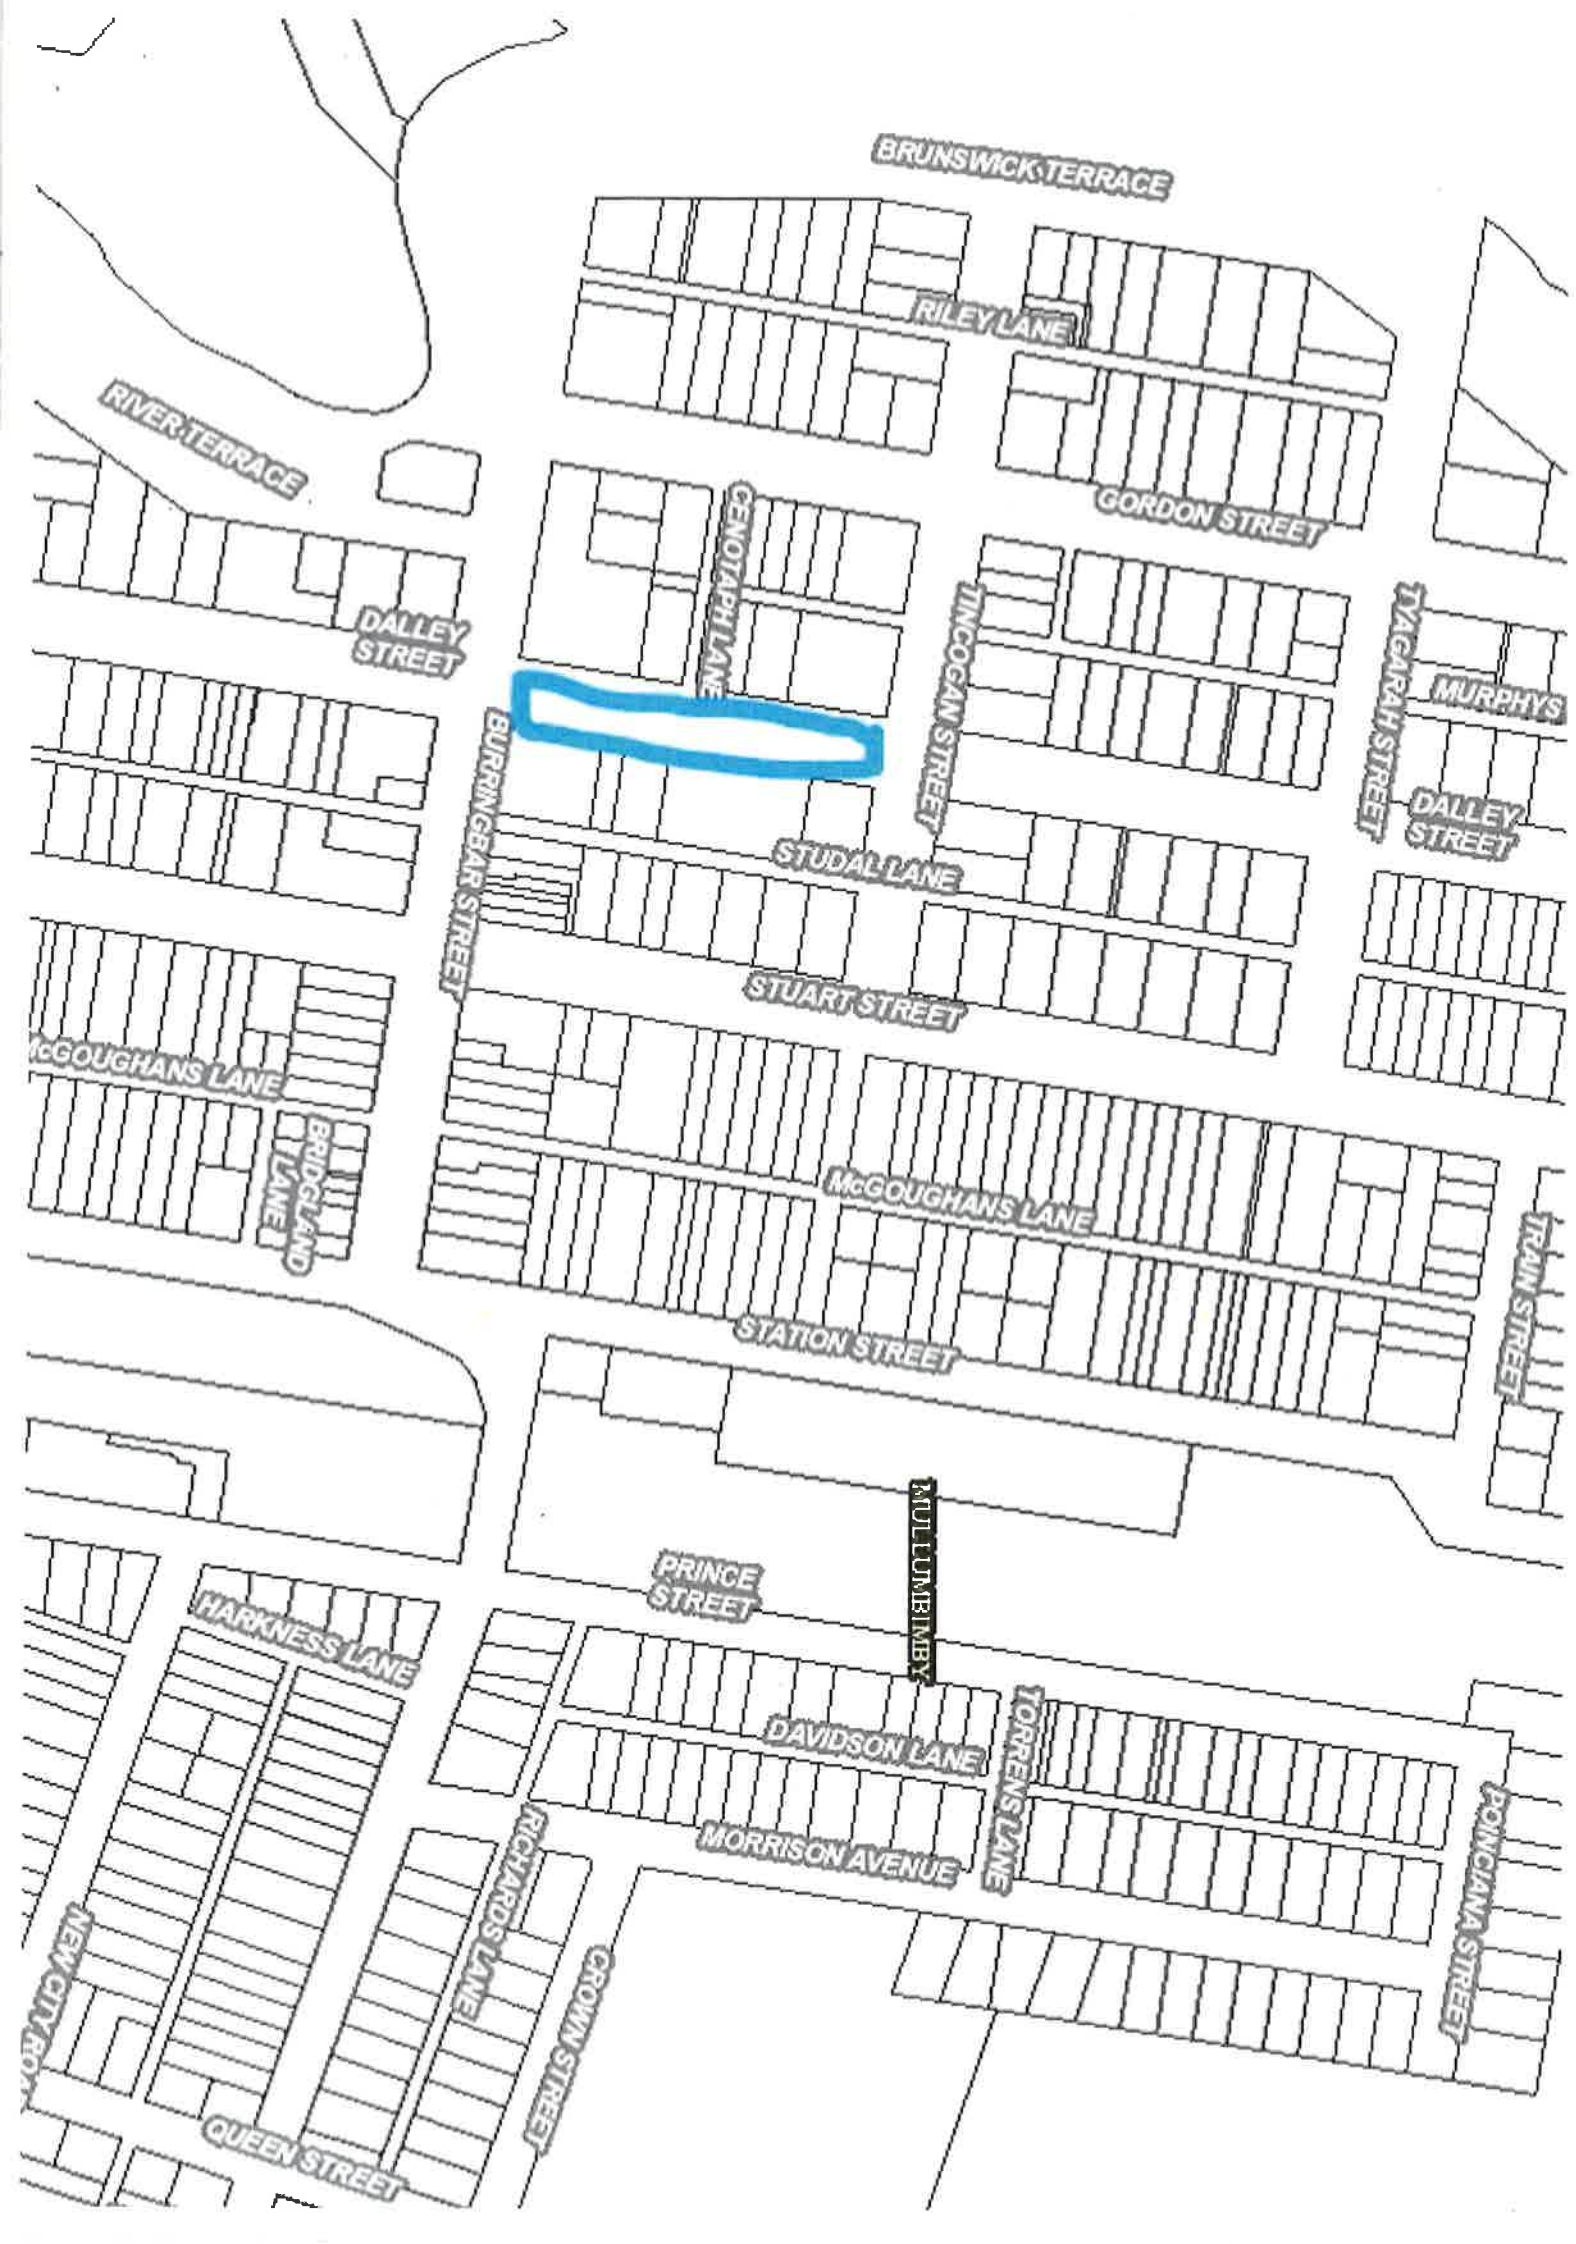 BRUNSWICK TERRACE
RILEY LANE
RIVER TERRACE
GORDON STREET
CENOTAPH LANE
DALLEY
STREET
TINCOGAN STREET
TYAGARAH STREET
MURPHYS
BURRINGBAR STREET
DALLEY
STREET
STUDAL LANE
STUART STREET
McGOUGHANS LANE
BRIDGLAND
LANE
McGOUGHANS LANE
TRAIN STREET
STATION STREET
MULLUMBIMBY
PRINCE
STREET
HARKNESS LANE
DAVIDSON LANE
TORRENS LANE
POINCIANA STREET
MORRISON AVENUE
RICHARDS LANE
NEW CITY ROA
CROWN STREET
QUEEN STREET